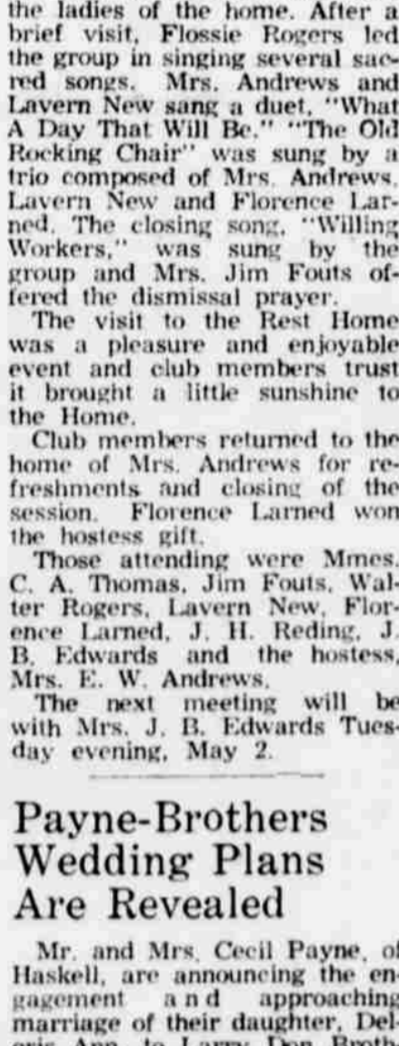 the ladies of the home. After a
brief visit, Flossie Rogers led
the group in singing several sac-
red songs. Mrs. Andrews and
Lavern New sang a duet, "What
A Day That Will Be." "The Old
Rocking Chair" was sung by a
trio composed of Mrs. Andrews,
Lavern New and Florence Lar-
ned. The closing song, "Willing
Workers," was sung by the
group and Mrs. Jim Fouts of-
fered the dismissal prayer.
The visit to the Rest Home
was a pleasure and enjoyable
event and club members trust
it brought a little sunshine to
the Home.
Club members returned to the
home of Mrs. Andrews for re-
freshments and closing of the
session. Florence Larned won
the hostess gift.
Those attending were Mmes.
C. A. Thomas, Jim Fouts, Wal-
ter Rogers, Lavern New, Flor-
ence Larned, J. H. Reding, J.
B. Edwards and the hostess,
Mrs. E. W. Andrews.
The next meeting will be
with Mrs. J. B. Edwards Tues-
day evening, May 2.
Payne-Brothers
Wedding Plans
Are Revealed
Mr. and Mrs. Cecil Payne, of
Haskell, are announcing the en-
gagement and approaching
marriage of their daughter, Del-
oris Ann, to Larry Don Broth-